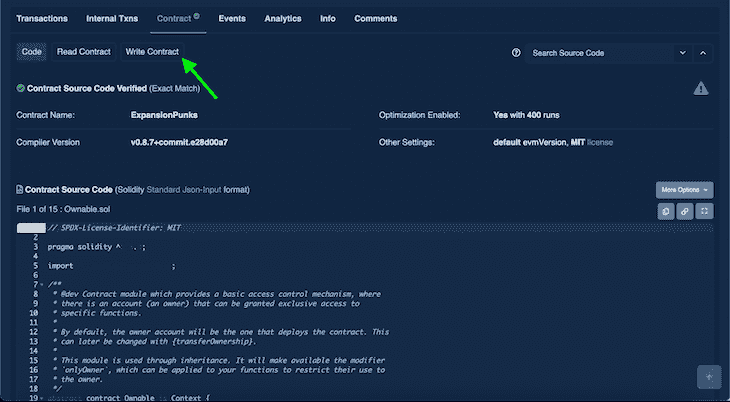 Transactions Internal Txns Contract Events Analytics Info Comments
Code Read Contract Write Contract Search Source Code
Contract Source Code Verified (Exact Match)
Contract Name: ExpansionPunks Optimization Enabled: Yes with 400 runs
Compiler Version v0.8.7+commit.e28d00a7 Other Settings: default evmVersion, MIT license
Contract Source Code (Solidity Standard Json-Input format) More Options
File 1 of 15 : Ownable.sol
// SPDX-License-Identifier: MIT
2
3 pragma solidity ^ . ;
4
5 import ;
6
7 /**
8 * @dev Contract module which provides a basic access control mechanism, where
9 * there is an account (an owner) that can be granted exclusive access to
10 * specific functions.
11 *
12 * By default, the owner account will be the one that deploys the contract. This
13 * can later be changed with {transferOwnership}.
14 *
15 * This module is used through inheritance. It will make available the modifier
16 * `onlyOwner`, which can be applied to your functions to restrict their use to
17 * the owner.
18 */
19 abstract contract Ownable is Context {